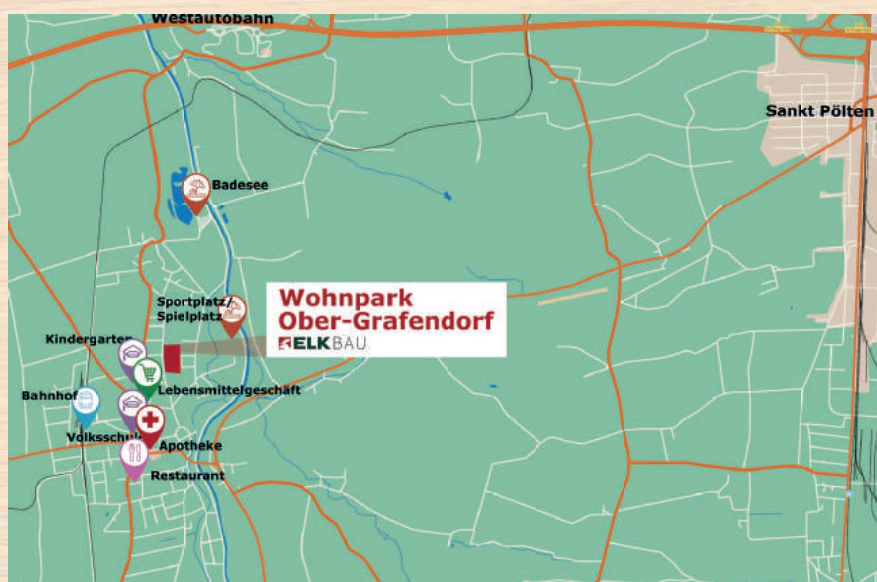 Westautobahn
Sankt Pölten
Badesee
Sportplatz/
Spielplatz
Wohnpark
Ober-Grafendorf
ELKBAU
Kindergarten
Lebensmittelgeschäft
Bahnhof
Volksschule
Apotheke
Restaurant